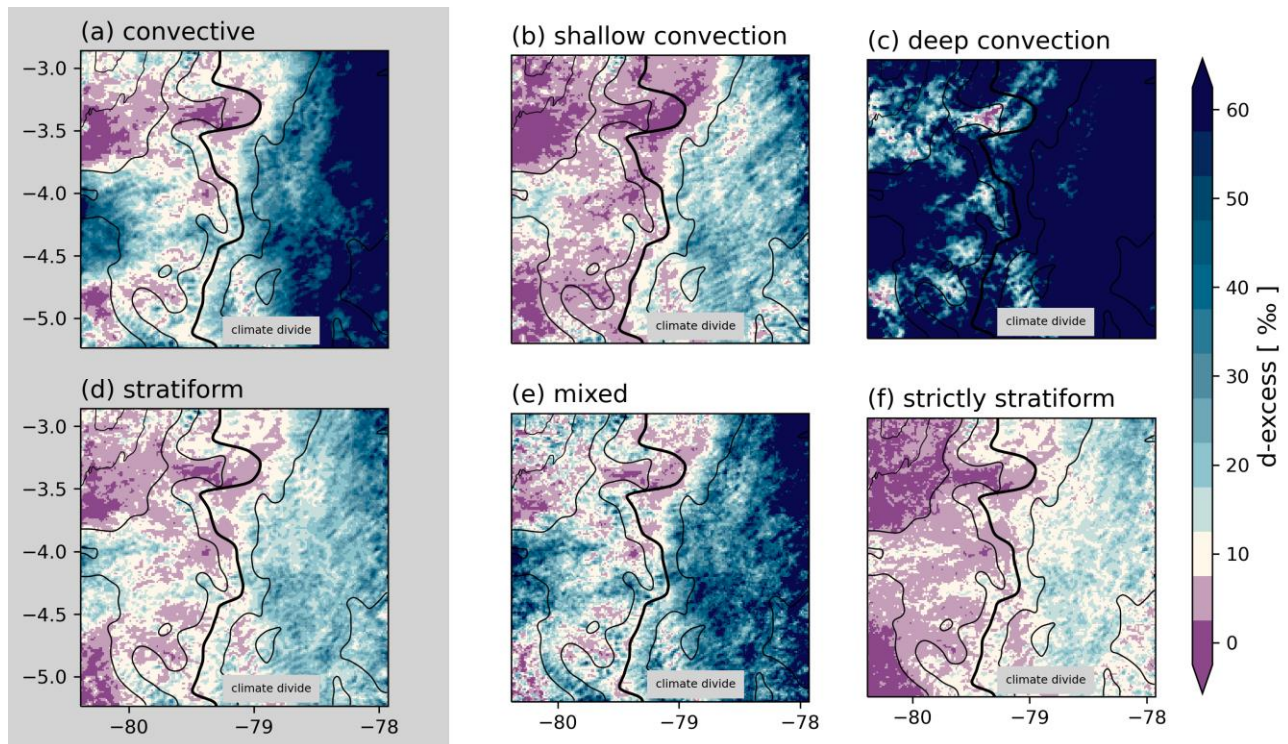 (a) convective
(b) shallow convection
(c) deep convection
−3.0
−3.5
−4.0
−4.5
−5.0
climate divide
climate divide
climate divide
(d) stratiform
(e) mixed
(f) strictly stratiform
−3.0
−3.5
−4.0
−4.5
−5.0
climate divide
climate divide
climate divide
−80
−79
−78
−80
−79
−78
−80
−79
−78
60
50
40
30
20
10
0
d-excess [ ‰ ]